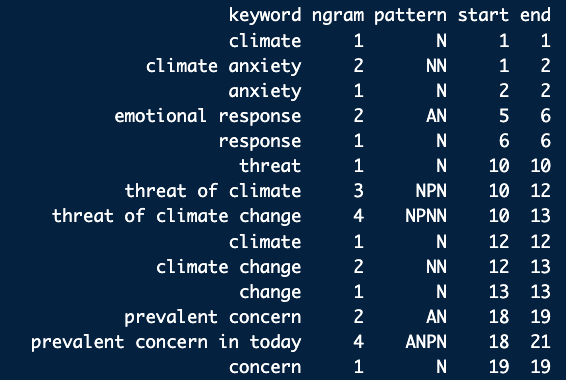 keyword ngram pattern start end
climate 1 N 1 1
climate anxiety 2 NN 1 2
anxiety 1 N 2 2
emotional response 2 AN 5 6
response 1 N 6 6
threat 1 N 10 10
threat of climate 3 NPN 10 12
threat of climate change 4 NPNN 10 13
climate 1 N 12 12
climate change 2 NN 12 13
change 1 N 13 13
prevalent concern 2 AN 18 19
prevalent concern in today 4 ANPN 18 21
concern 1 N 19 19